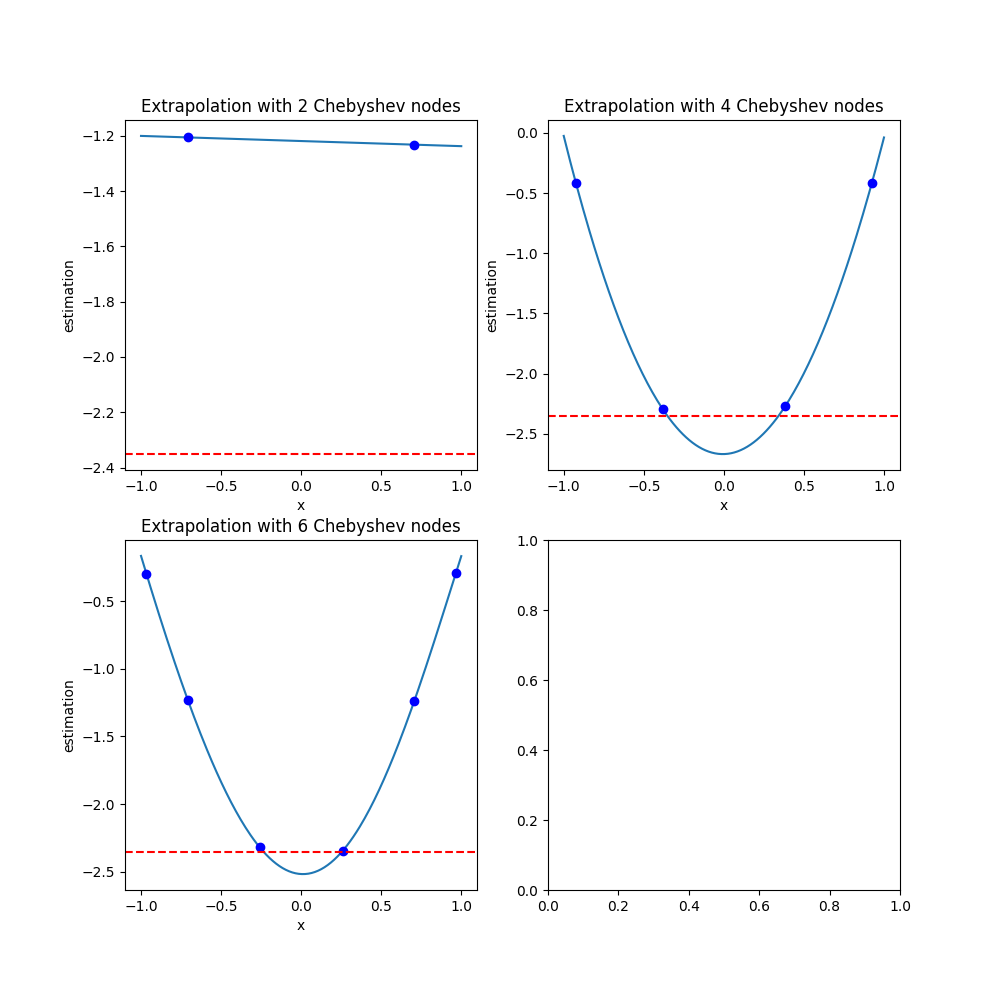 Extrapolation with 2 Chebyshev nodes
−1.2
−1.4
−1.6
−1.8
−2.0
−2.2
−2.4
estimation
−1.0 −0.5 0.0 0.5 1.0
x
Extrapolation with 4 Chebyshev nodes
0.0
−0.5
−1.0
−1.5
−2.0
−2.5
estimation
−1.0 −0.5 0.0 0.5 1.0
x
Extrapolation with 6 Chebyshev nodes
−0.5
−1.0
−1.5
−2.0
−2.5
estimation
−1.0 −0.5 0.0 0.5 1.0
x
1.0
0.8
0.6
0.4
0.2
0.0
0.0 0.2 0.4 0.6 0.8 1.0